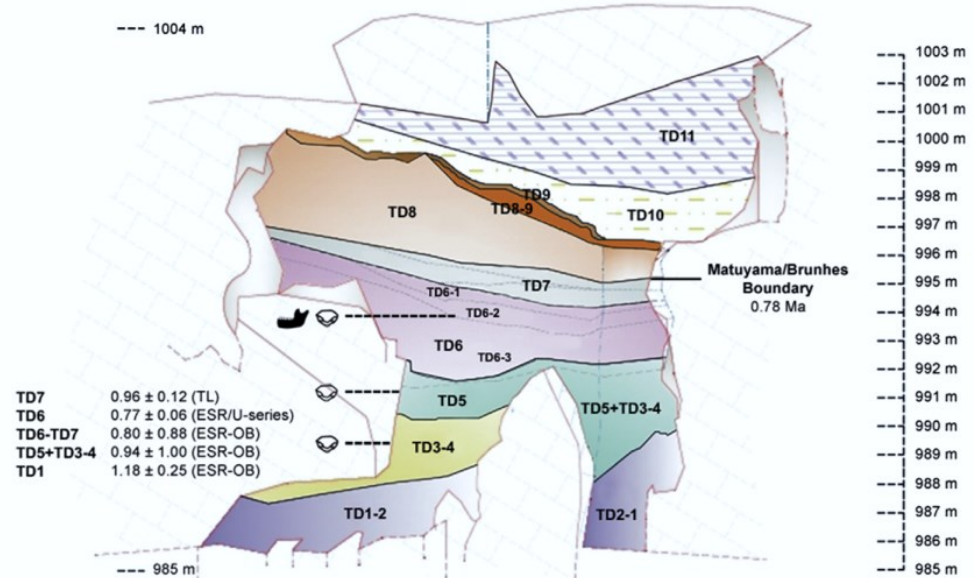 1004 m
1003 m
1002 m
1001 m
1000 m
999 m
998 m
997 m
996 m
995 m
994 m
993 m
992 m
991 m
990 m
989 m
988 m
987 m
986 m
985 m
TD11
TD9
TD8-9
TD10
TD8
TD7
Matuyama/Brunhes
Boundary
0.78 Ma
TD6-1
TD6-2
TD6
TD6-3
TD5
TD5+TD3-4
TD3-4
TD1-2
TD2-1
TD7 0.96 ± 0.12 (TL)
TD6 0.77 ± 0.06 (ESR/U-series)
TD6-TD7 0.80 ± 0.88 (ESR-OB)
TD5+TD3-4 0.94 ± 1.00 (ESR-OB)
TD1 1.18 ± 0.25 (ESR-OB)
985 m